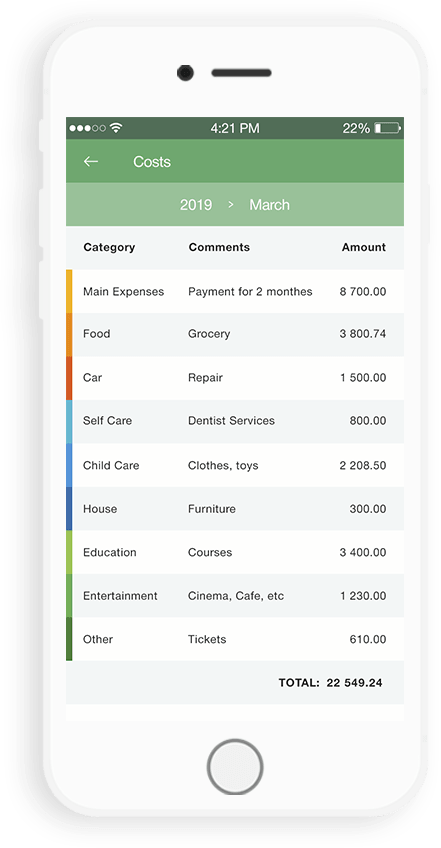 4:21 PM 22%
Costs
2019 > March
Category Comments Amount
Main Expenses Payment for 2 monthes 8 700.00
Food Grocery 3 800.74
Car Repair 1 500.00
Self Care Dentist Services 800.00
Child Care Clothes, toys 2 208.50
House Furniture 300.00
Education Courses 3 400.00
Entertainment Cinema, Cafe, etc 1 230.00
Other Tickets 610.00
TOTAL: 22 549.24